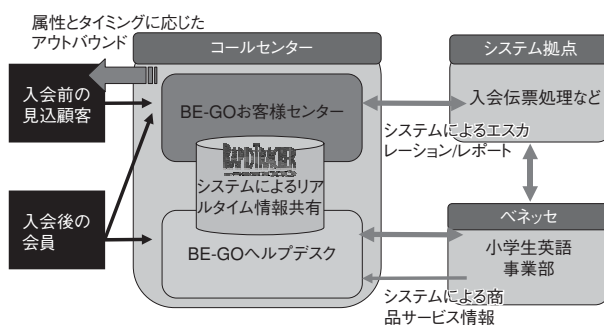 属性とタイミングに応じた
アウトバウンド
コールセンター
システム拠点
入会前の
見込顧客
BE-GOお客様センター
入会伝票処理など
システムによるエスカ
レーション/レポート
RAPIDTRACKER
システムによるリア
ルタイム情報共有
入会後の
会員
BE-GOヘルプデスク
ベネッセ
小学生英語
事業部
システムによる商
品サービス情報